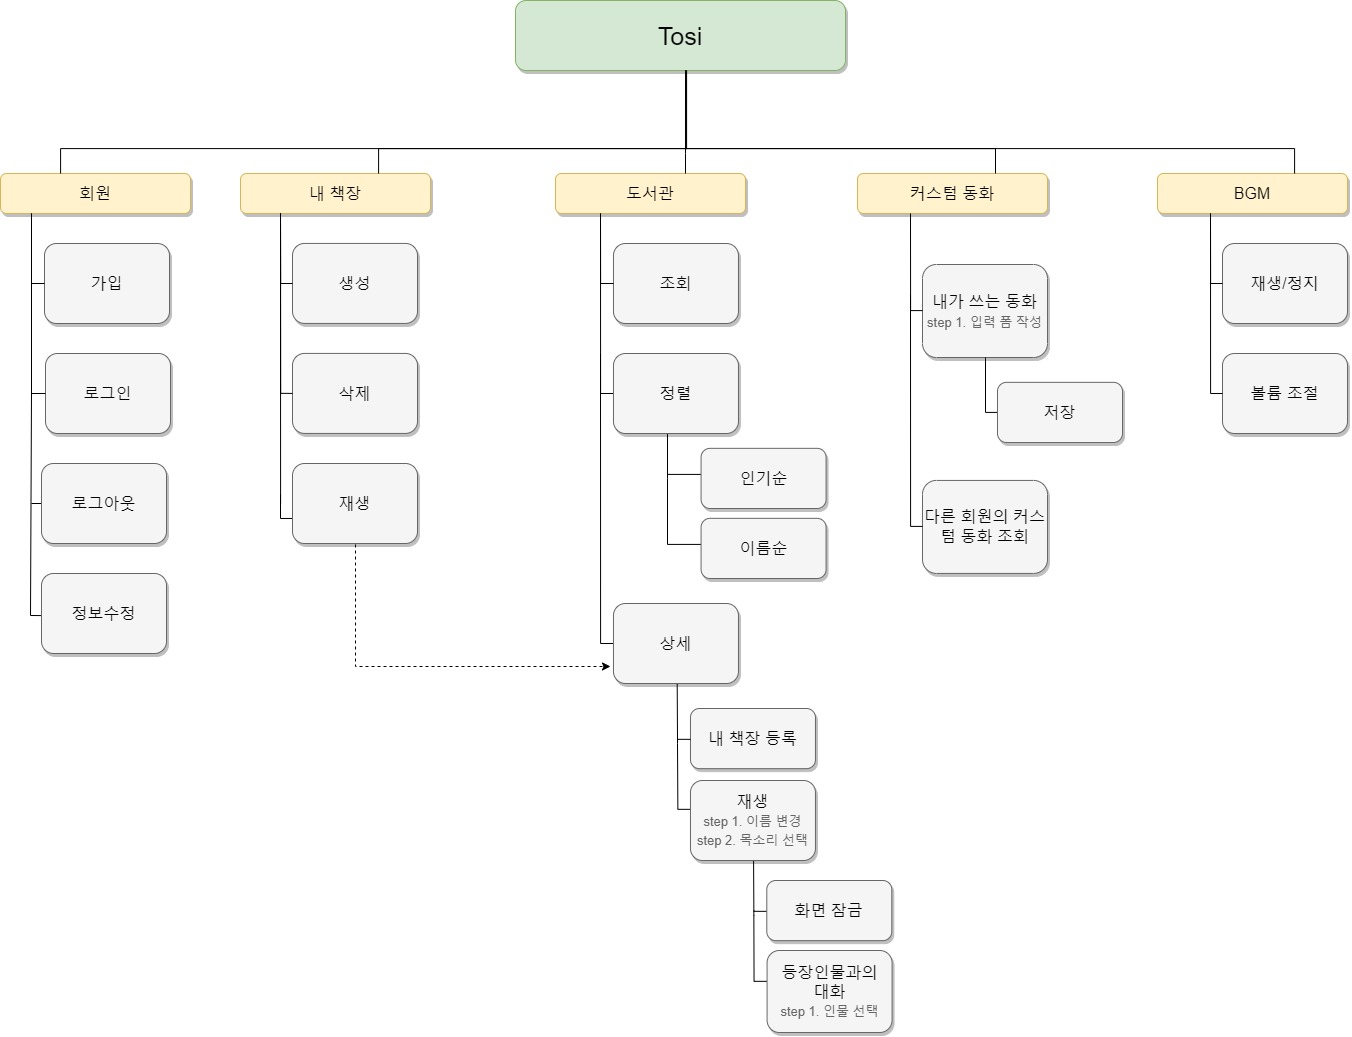 Tosi
회원
내 책장
도서관
커스텀 동화
BGM
가입
로그인
로그아웃
정보수정
생성
삭제
재생
조회
정렬
인기순
이름순
상세
내 책장 등록
재생
step 1. 이름 변경
step 2. 목소리 선택
화면 잠금
등장인물과의
대화
step 1. 인물 선택
내가 쓰는 동화
step 1. 입력 폼 작성
저장
다른 회원의 커스
텀 동화 조회
재생/정지
볼륨 조절